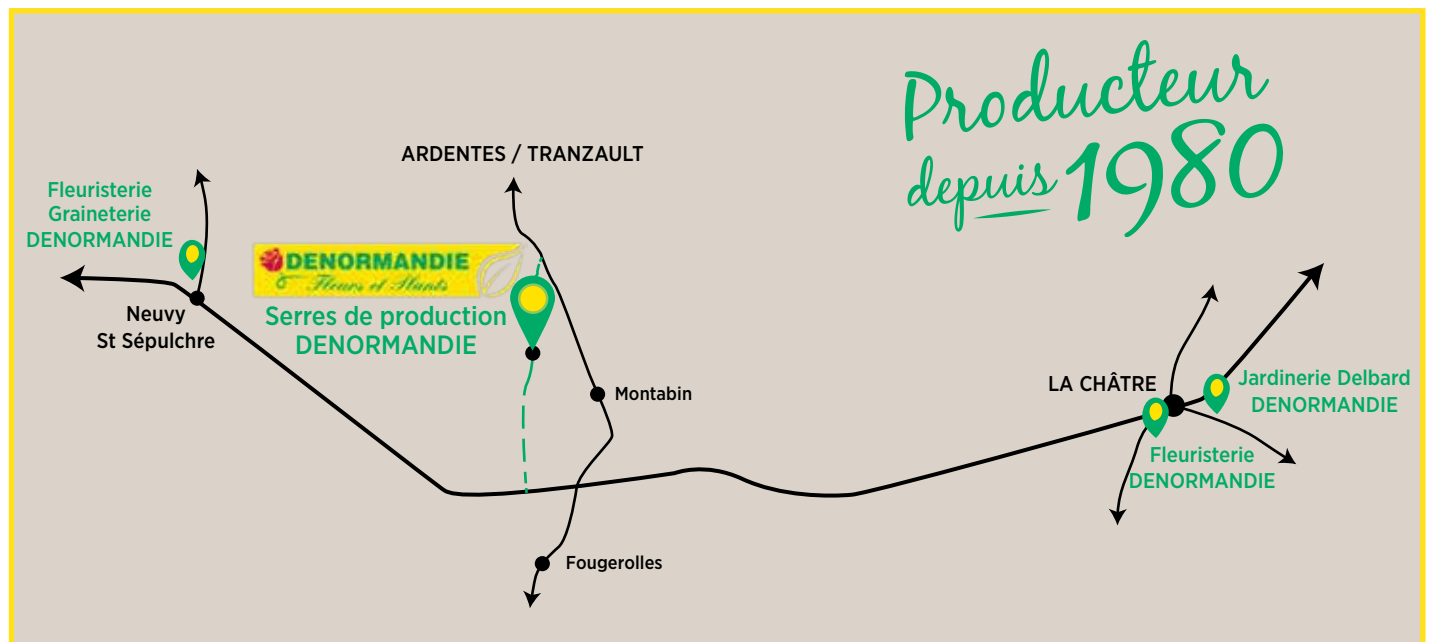 Producteur
depuis 1980
ARDENTES / TRANZAULT
Fleuristerie
Graineterie
DENORMANDIE
DENORMANDIE
Fleurs et Plants
Serres de production
DENORMANDIE
Neuvy
St Sépulchre
Montabin
LA CHÂTRE
Jardinerie Delbard
DENORMANDIE
Fleuristerie
DENORMANDIE
Fougerolles